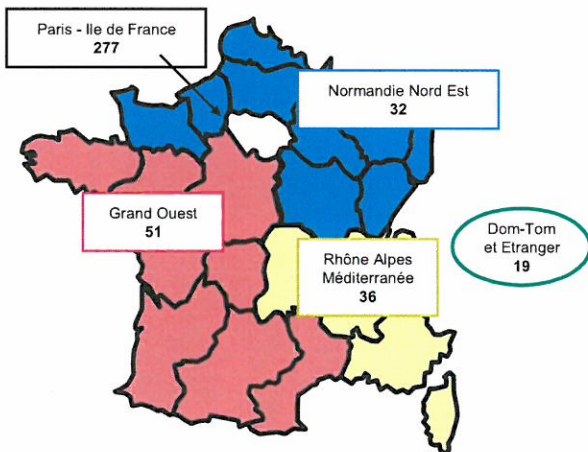 Paris - Ile de France
277
Normandie Nord Est
32
Grand Ouest
51
Dom-Tom
et Etranger
19
Rhône Alpes
Méditerranée
36